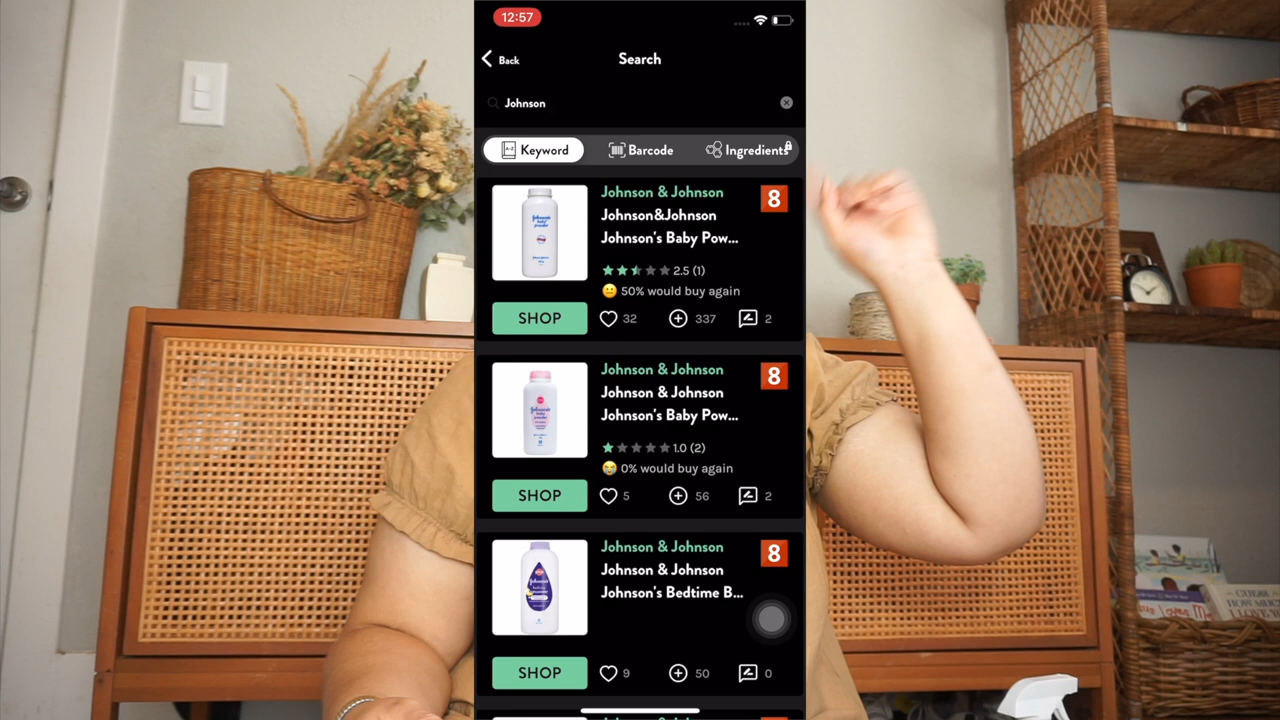 12:57
Back
Search
Johnson
Keyword
Barcode
Ingredients
Johnson & Johnson
8
Johnson&Johnson
Johnson's Baby Pow...
2.5 (1)
50% would buy again
SHOP
32
337
2
Johnson & Johnson
8
Johnson & Johnson
Johnson's Baby Pow...
1.0 (2)
0% would buy again
SHOP
5
56
2
Johnson & Johnson
8
Johnson & Johnson
Johnson's Bedtime B...
SHOP
9
50
0